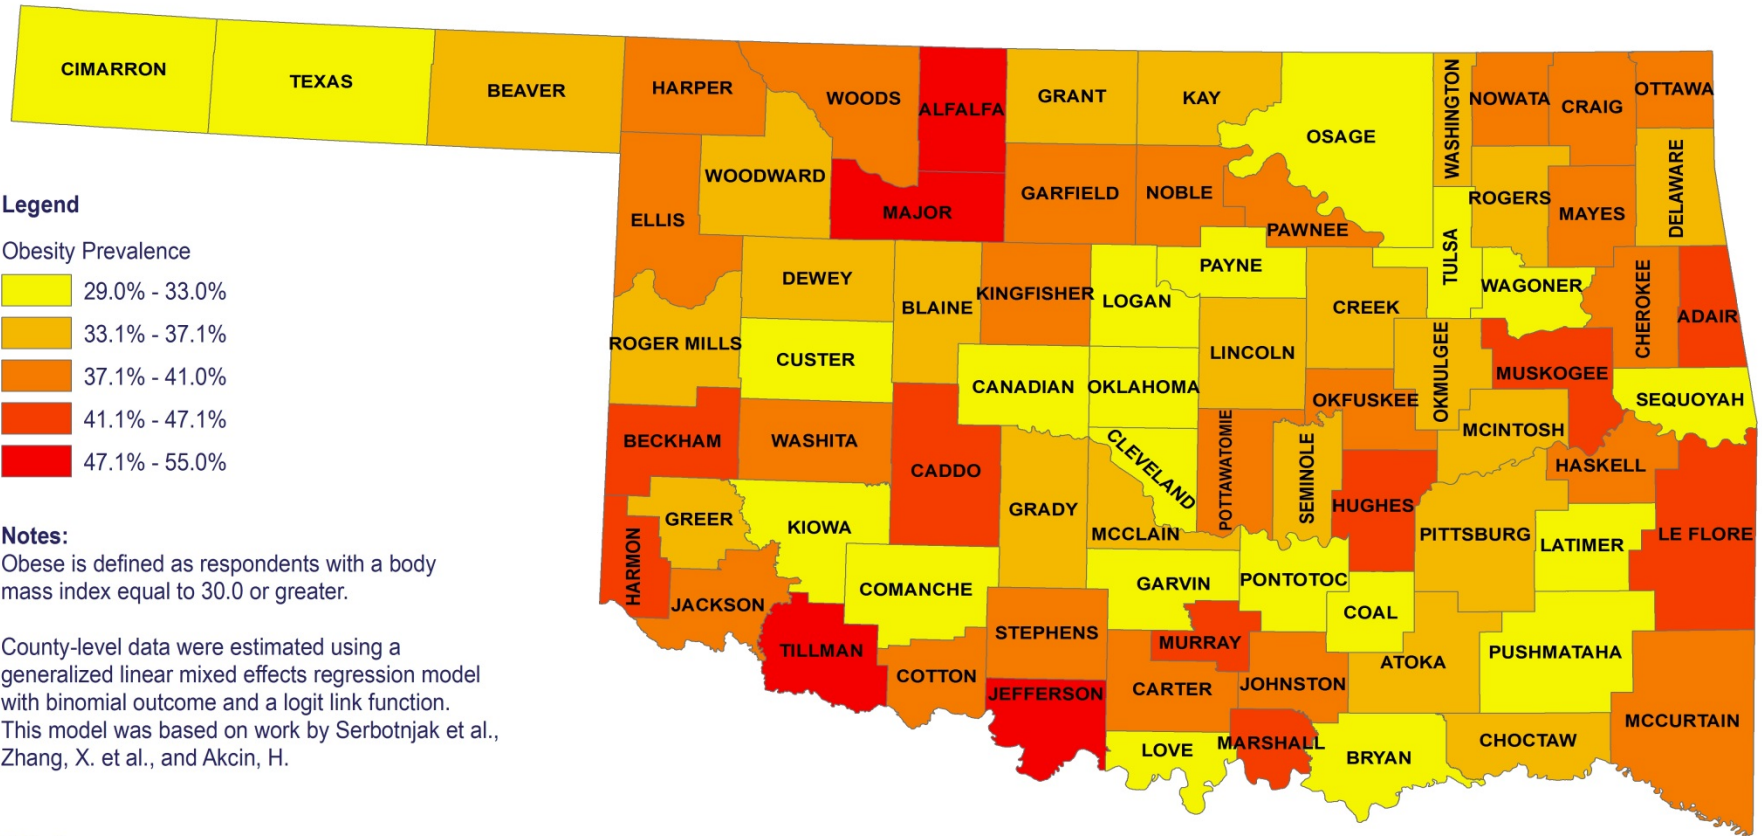 CIMARRON
TEXAS
BEAVER
HARPER
WOODS
ALFALFA
GRANT
KAY
OSAGE
WASHINGTON
NOWATA
CRAIG
OTTAWA
WOODWARD
ELLIS
MAJOR
GARFIELD
NOBLE
PAWNEE
ROGERS
MAYES
DELAWARE
TULSA
DEWEY
BLAINE
KINGFISHER
LOGAN
PAYNE
CREEK
WAGONER
CHEROKEE
ADAIR
ROGER MILLS
CUSTER
CANADIAN
OKLAHOMA
LINCOLN
OKMULGEE
MUSKOGEE
OKFUSKEE
SEQUOYAH
BECKHAM
WASHITA
CADDO
CLEVELAND
POTTAWATOMIE
SEMINOLE
MCINTOSH
HASKELL
GREER
KIOWA
GRADY
MCCLAIN
HUGHES
PITTSBURG
LATIMER
LE FLORE
HARMON
JACKSON
COMANCHE
GARVIN
PONTOTOC
COAL
TILLMAN
STEPHENS
MURRAY
ATOKA
PUSHMATAHA
COTTON
JEFFERSON
CARTER
JOHNSTON
MCCURTAIN
LOVE
MARSHALL
BRYAN
CHOCTAW
Legend
Obesity Prevalence
29.0% - 33.0%
33.1% - 37.1%
37.1% - 41.0%
41.1% - 47.1%
47.1% - 55.0%
Notes:
Obese is defined as respondents with a body
mass index equal to 30.0 or greater.
County-level data were estimated using a
generalized linear mixed effects regression model
with binomial outcome and a logit link function.
This model was based on work by Serbotnjak et al.,
Zhang, X. et al., and Akcin, H.